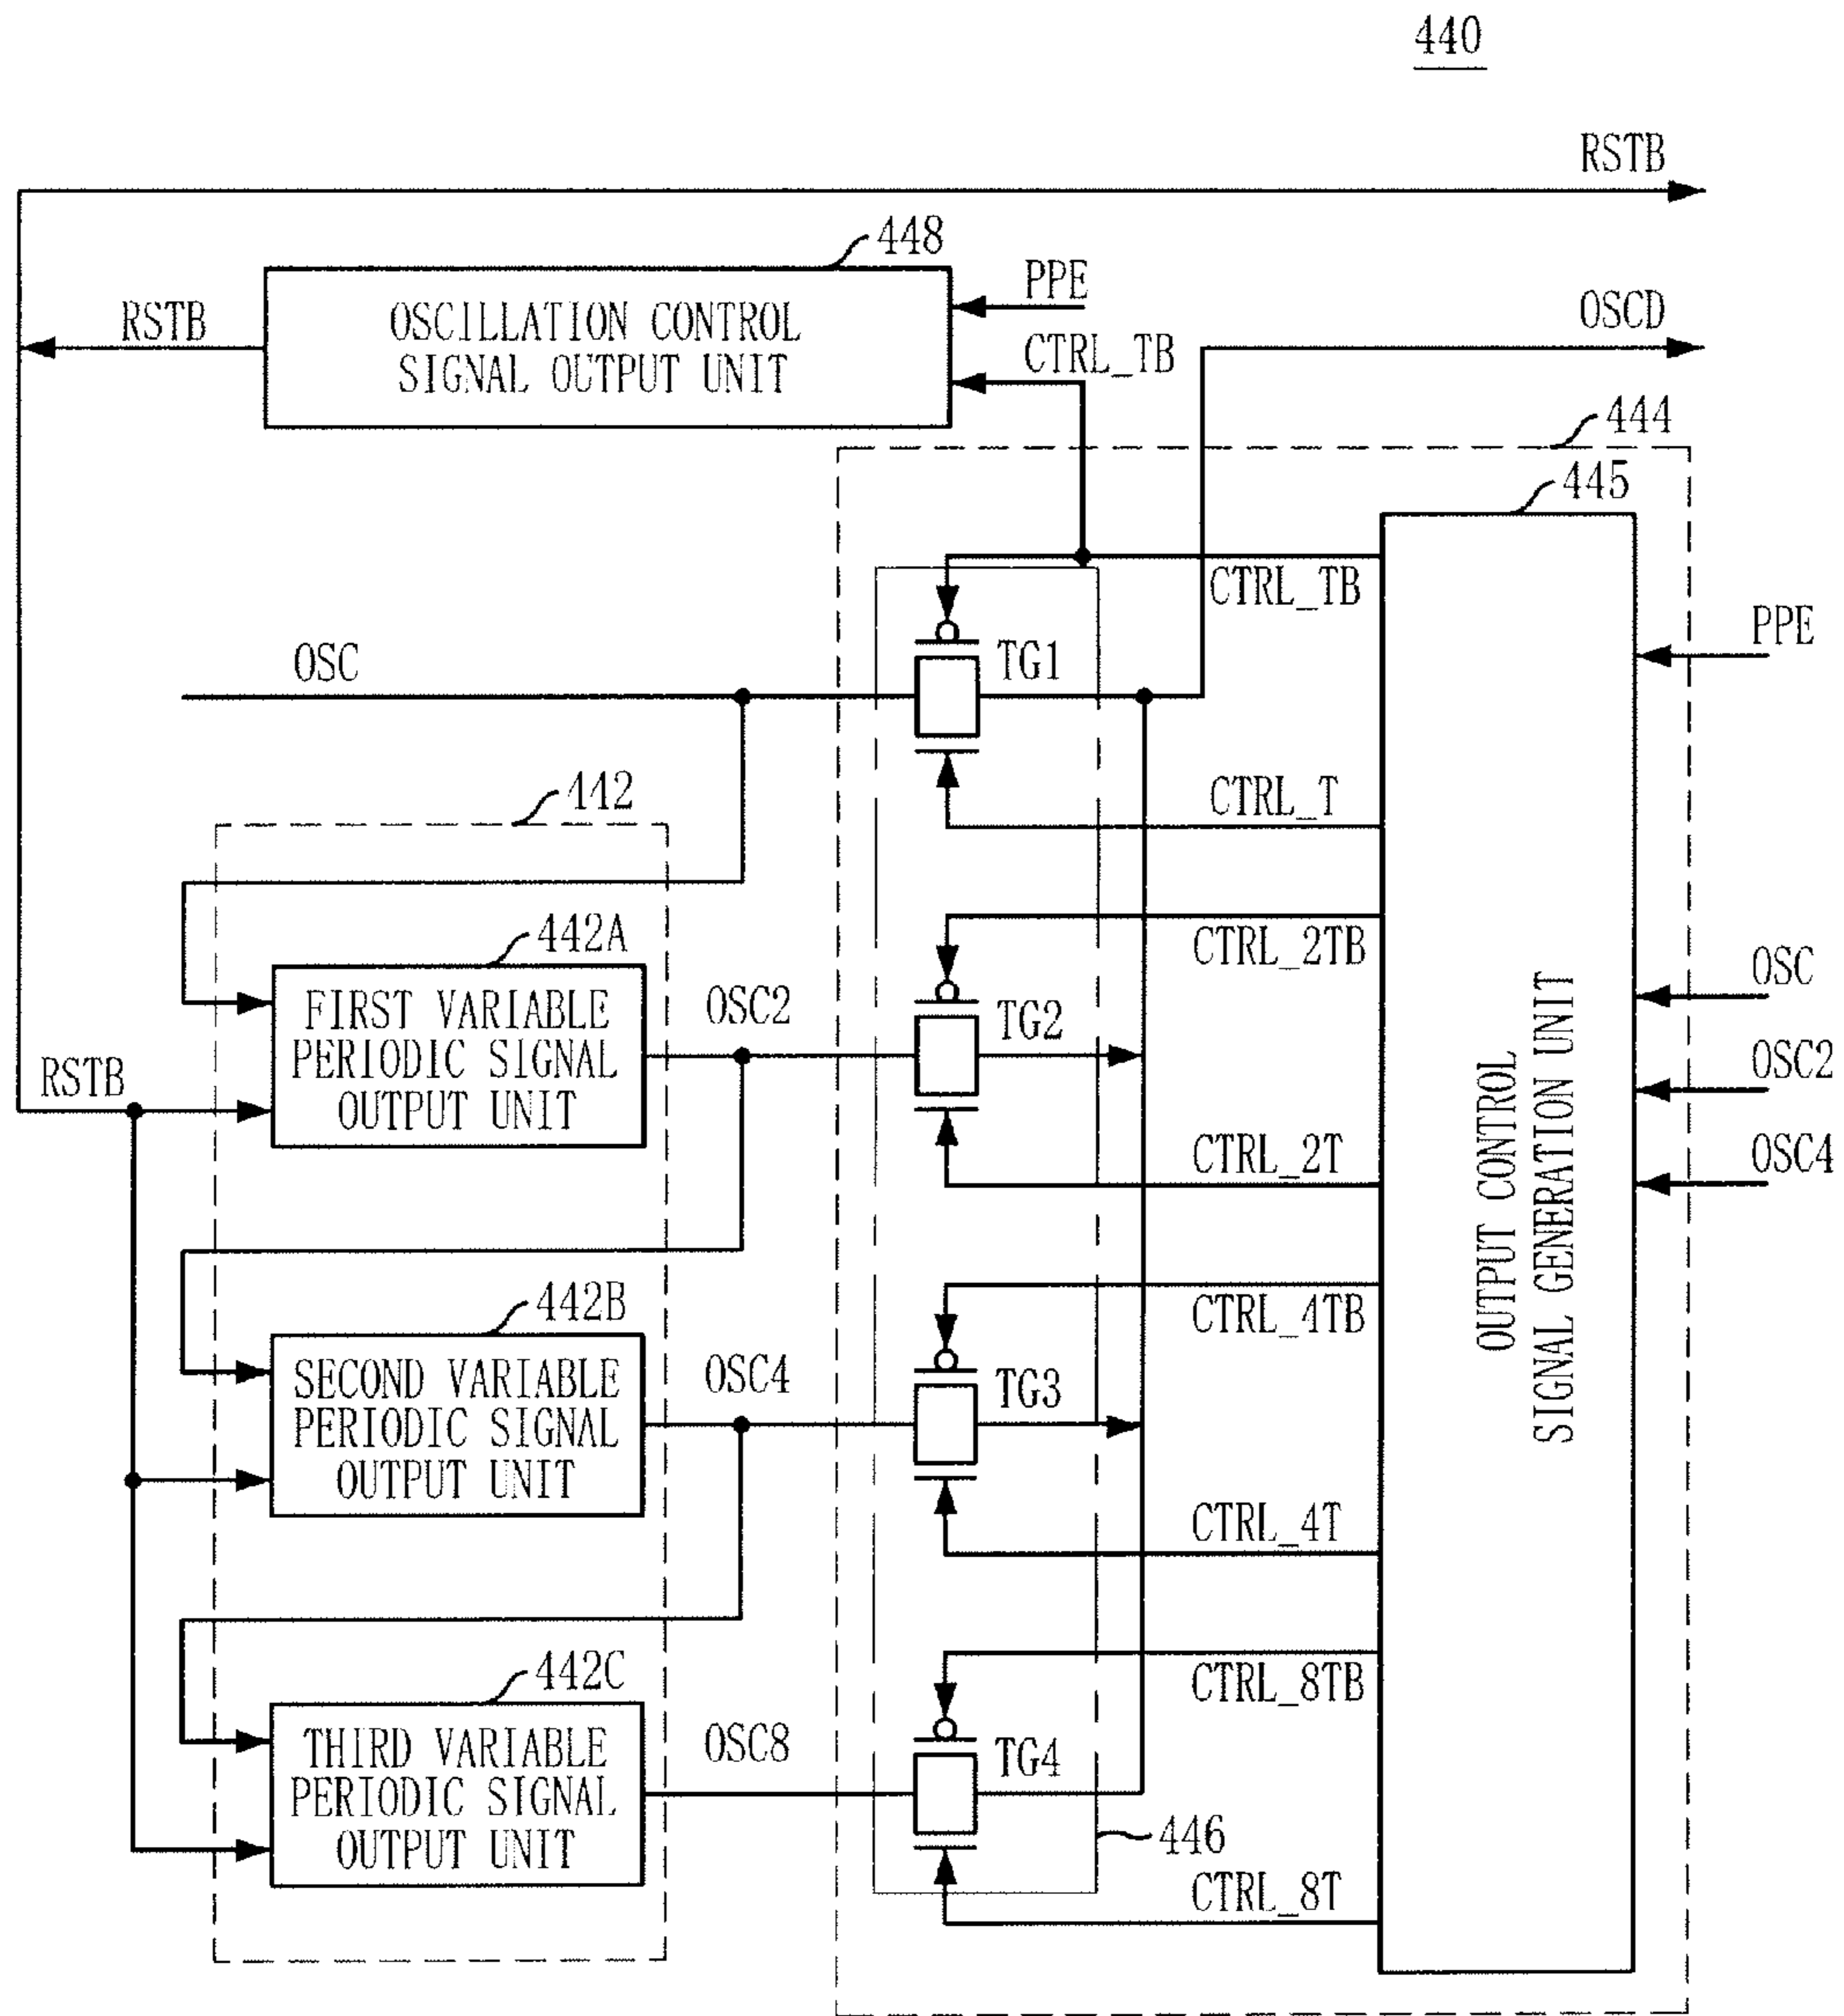 440
RSTB
448
PPE
OSCD
RSTB
OSCILLATION CONTROL
SIGNAL OUTPUT UNIT
CTRL_TB
444
445
CTRL_TB
PPE
OSC
TG1
CTRL_T
442
442A
CTRL_2TB
OSC
FIRST VARIABLE
PERIODIC SIGNAL
OUTPUT UNIT
OSC2
TG2
RSTB
OSC2
CTRL_2T
OSC4
OUTPUT CONTROL
SIGNAL GENERATION UNIT
442B
CTRL_4TB
SECOND VARIABLE
PERIODIC SIGNAL
OUTPUT UNIT
OSC4
TG3
CTRL_4T
442C
CTRL_8TB
THIRD VARIABLE
PERIODIC SIGNAL
OUTPUT UNIT
OSC8
TG4
446
CTRL_8T